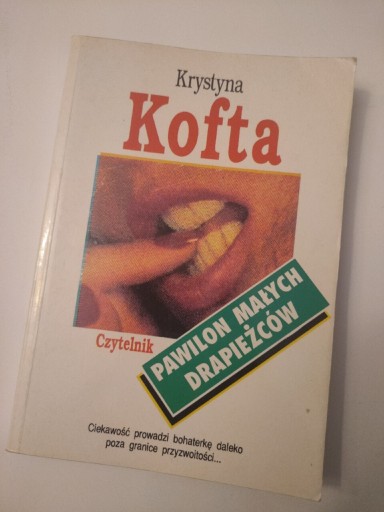 Krystyna
Kofta
PAWILON MAŁYCH
DRAPIEŻCÓW
Czytelnik
Ciekawość prowadzi bohaterkę daleko
poza granice przyzwoitości...